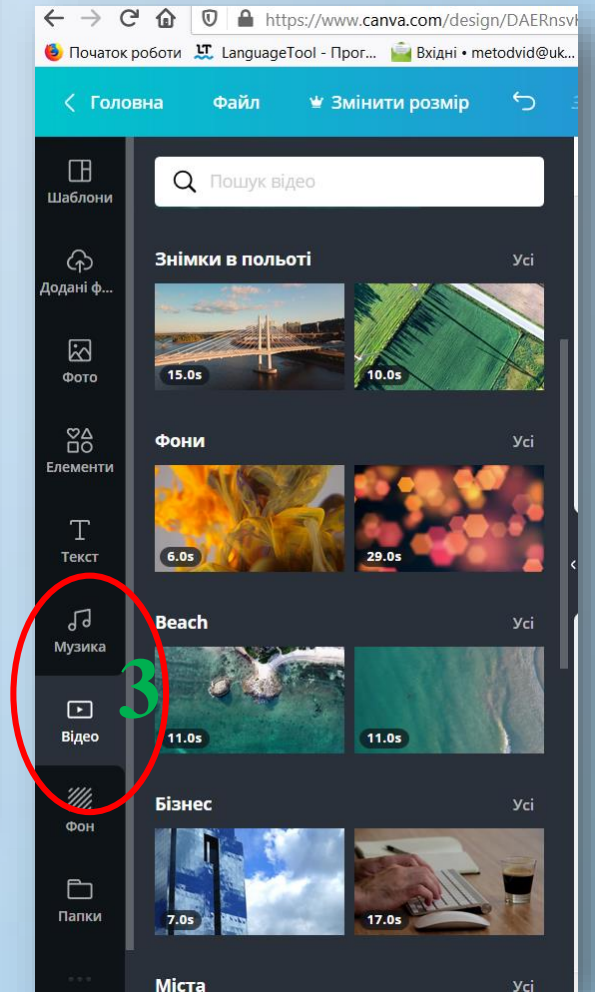 https://www.canva.com/design/DAERnsv
Початок роботи LanguageTool - Прог... Вхідні • metodvid@uk...
Головна Файл Змінити розмір
Шаблони
Додані ф...
Фото
Елементи
Текст
Музика
Відео
Фон
Папки
3
Пошук відео
Знімки в польоті Усі
15.0s 10.0s
Фони Усі
6.0s 29.0s
Beach Усі
11.0s 11.0s
Бізнес Усі
7.0s 17.0s
Міста Усі